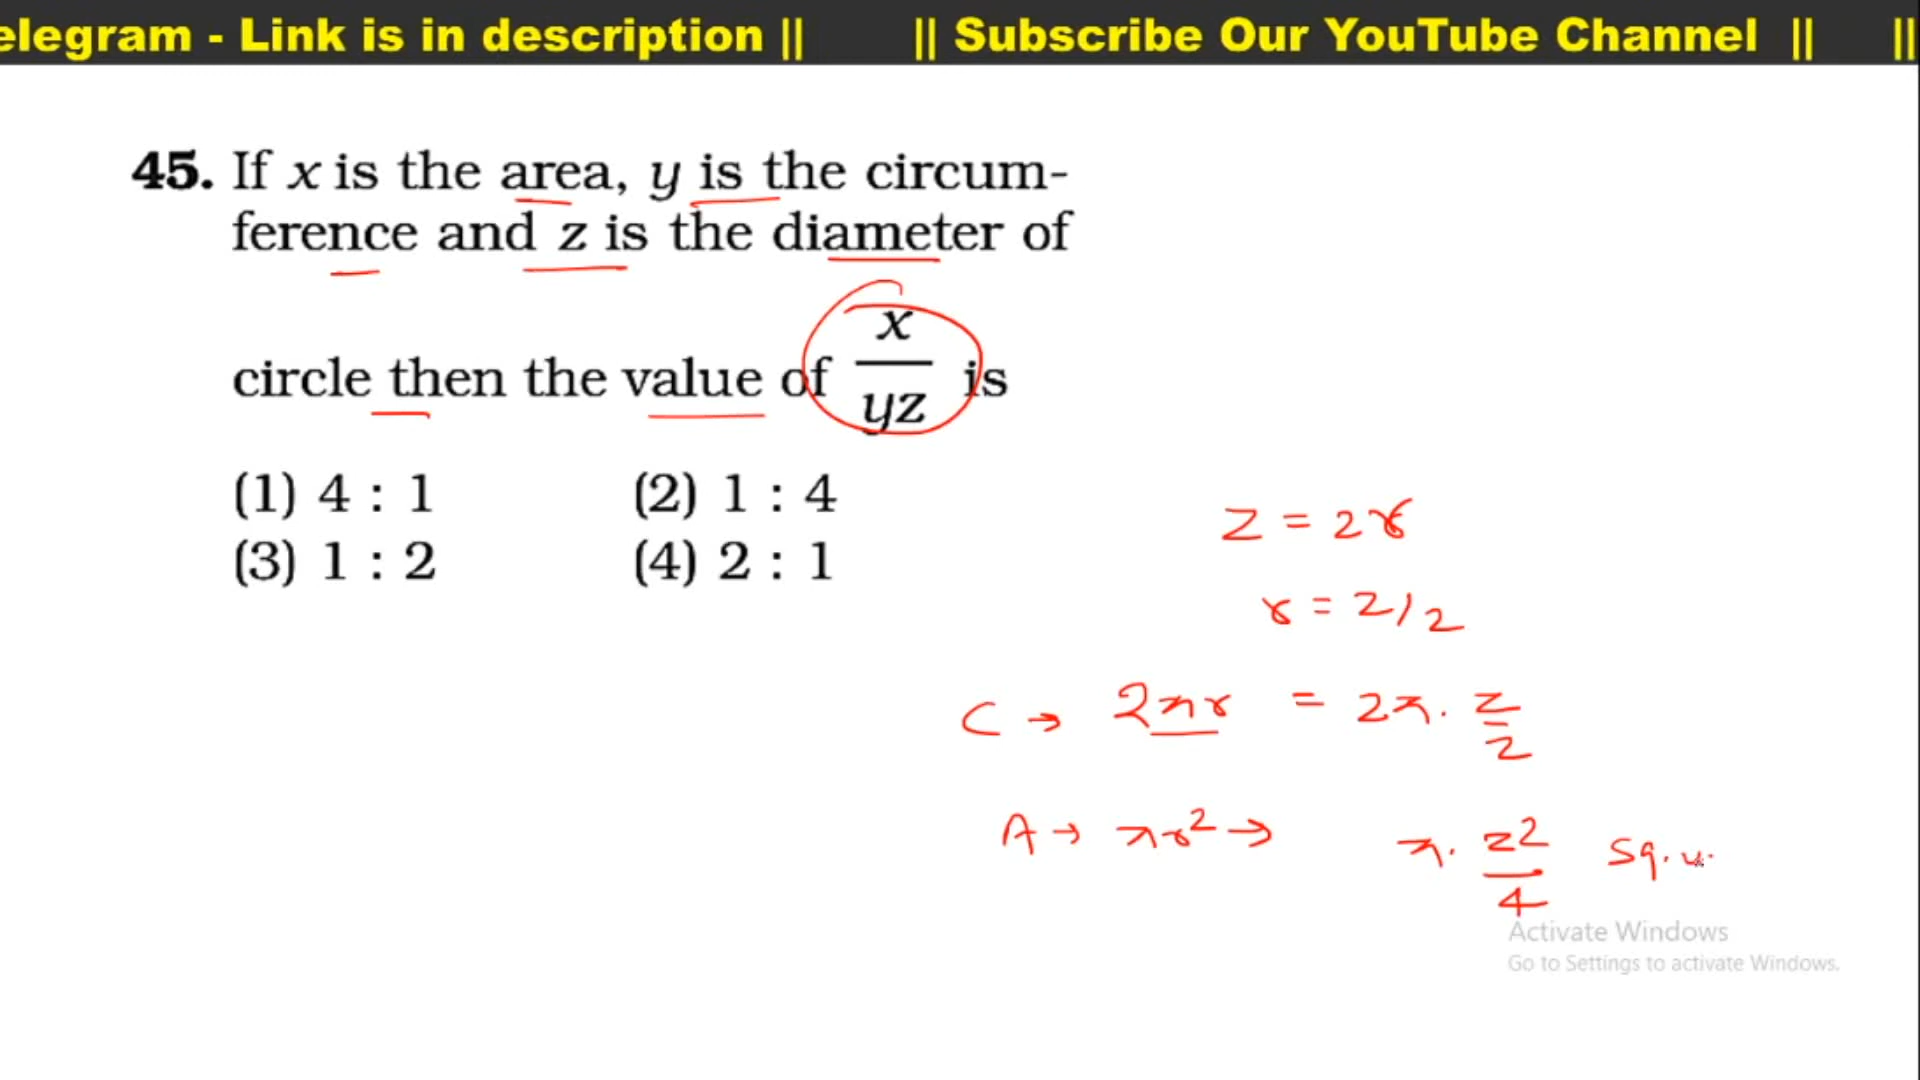 elegram - Link is in description || || Subscribe Our YouTube Channel || ||
45. If x is the area, y is the circum-
ference and z is the diameter of
circle then the value of x/yz is
(1) 4 : 1 (2) 1 : 4
(3) 1 : 2 (4) 2 : 1
z = 2r
r = z/2
C → 2πr = 2π. z/2
A → πr² → π. z²/4 sq. u.
Activate Windows
Go to Settings to activate Windows.